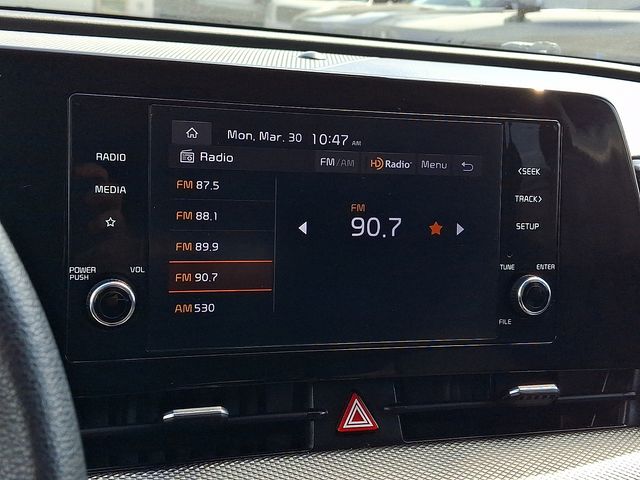 Mon, Mar. 30 10:47 AM
Radio FM/AM HD Radio Menu
FM 87.5
FM 88.1
FM 89.9
FM 90.7
AM 530
FM
90.7
RADIO
MEDIA
POWER
PUSH
VOL
<SEEK
TRACK>
SETUP
TUNE ENTER
FILE